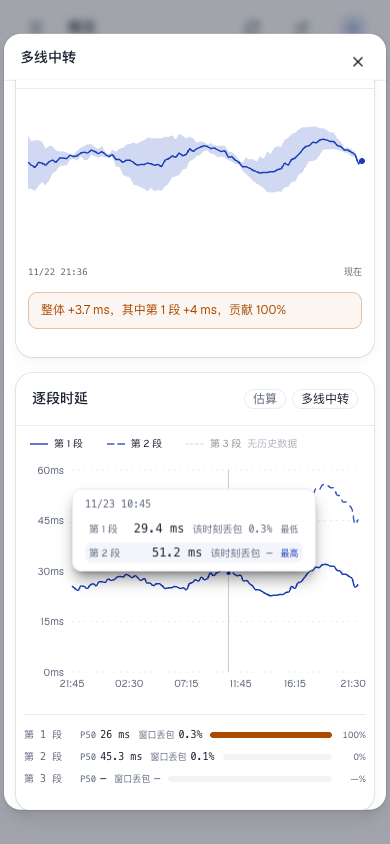 多线中转
11/22 21:36 现在
整体 +3.7 ms，其中第 1 段 +4 ms，贡献 100%
逐段时延 估算 多线中转
第 1 段 第 2 段 第 3 段 无历史数据
60ms
11/23 10:45
45ms
第 1 段 29.4 ms 该时刻丢包 0.3% 最低
第 2 段 51.2 ms 该时刻丢包 — 最高
30ms
15ms
0ms
21:45 02:30 07:15 11:45 16:15 21:30
第 1 段 P50 26 ms 窗口丢包 0.3% 100%
第 2 段 P50 45.3 ms 窗口丢包 0.1% 0%
第 3 段 P50 — 窗口丢包 — —%